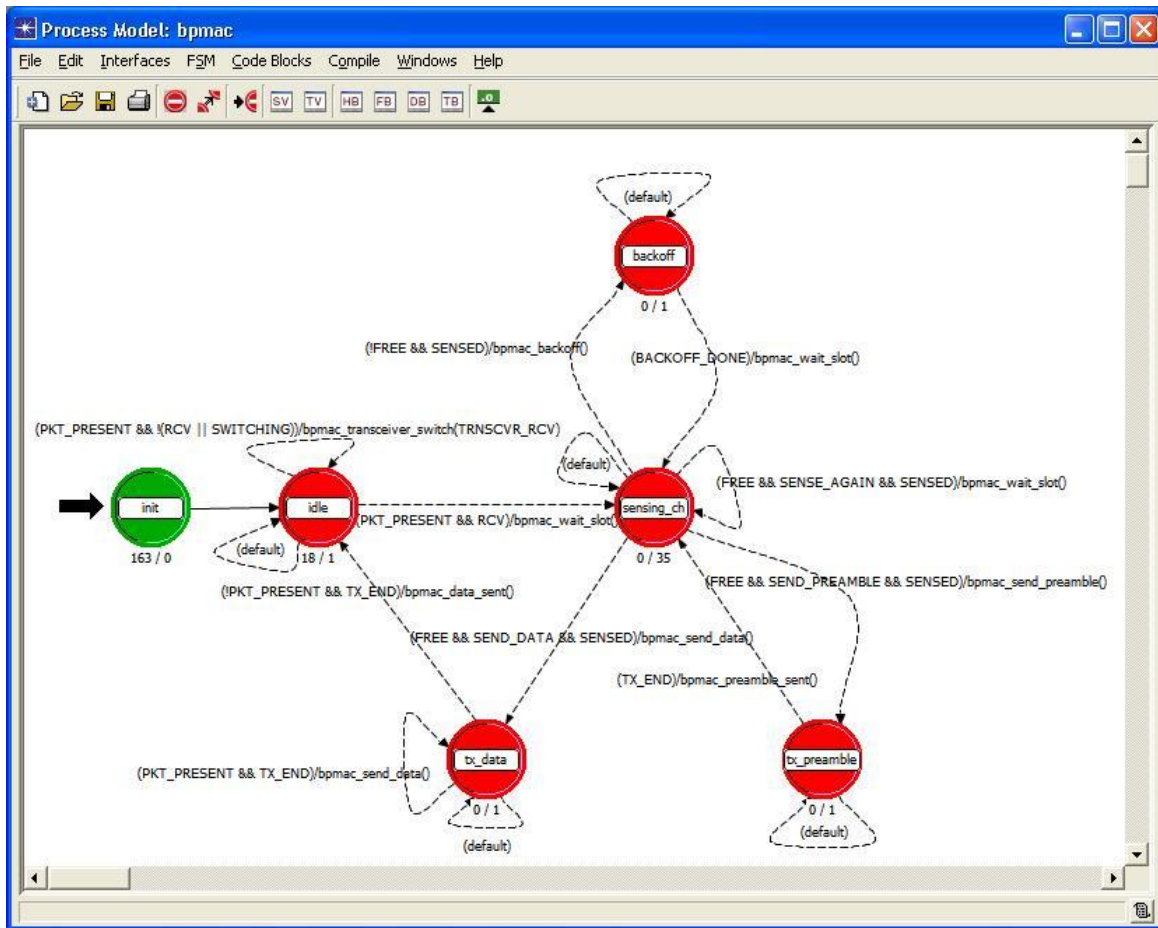 Process Model: bpmac
File Edit Interfaces FSM Code Blocks Compile Windows Help
SV TV HB FB DB TB .0
(default)
backoff
0 / 1
(!FREE && SENSED)/bpmac_backoff()
(BACKOFF_DONE)/bpmac_wait_slot()
(PKT_PRESENT && !(RCV || SWITCHING))/bpmac_transceiver_switch(TRNSCVR_RCV)
(default)
(FREE && SENSE_AGAIN && SENSED)/bpmac_wait_slot()
init
idle
sensing_ch
(PKT_PRESENT && RCV)/bpmac_wait_slot()
(default)
163 / 0
18 / 1
0 / 35
(FREE && SEND_PREAMBLE && SENSED)/bpmac_send_preamble()
(!PKT_PRESENT && TX_END)/bpmac_data_sent()
(FREE && SEND_DATA && SENSED)/bpmac_send_data()
(TX_END)/bpmac_preamble_sent()
tx_data
tx_preamble
(PKT_PRESENT && TX_END)/bpmac_send_data()
0 / 1
0 / 1
(default)
(default)